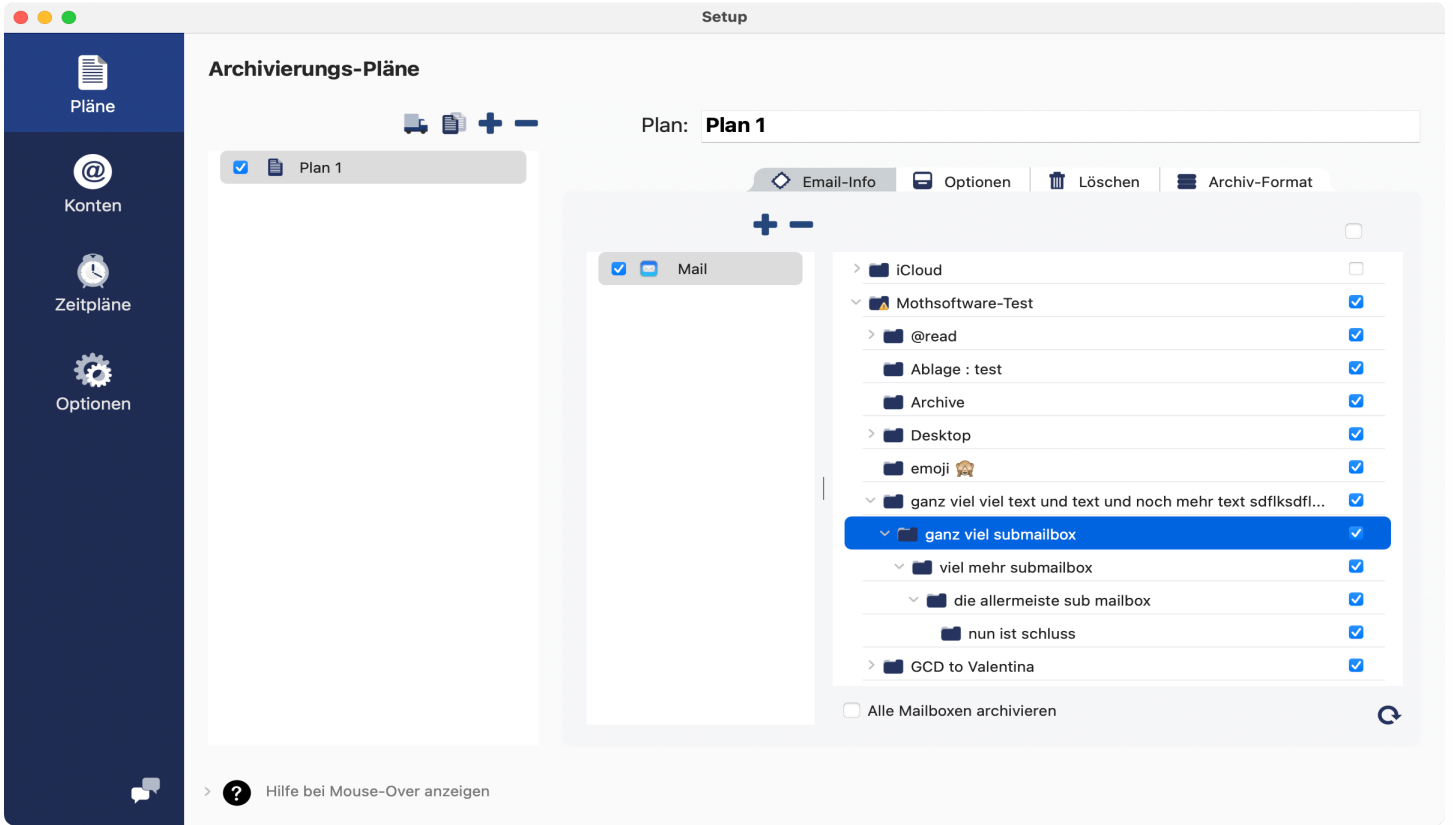 Setup
Pläne
Konten
Zeitpläne
Optionen
Archivierungs-Pläne
Plan: Plan 1
Plan 1
Email-Info Optionen Löschen Archiv-Format
Mail
iCloud
Mothsoftware-Test
@read
Ablage : test
Archive
Desktop
emoji 🙈
ganz viel viel text und text und noch mehr text sdflksdfl...
ganz viel submailbox
viel mehr submailbox
die allermeiste sub mailbox
nun ist schluss
GCD to Valentina
Alle Mailboxen archivieren
? Hilfe bei Mouse-Over anzeigen